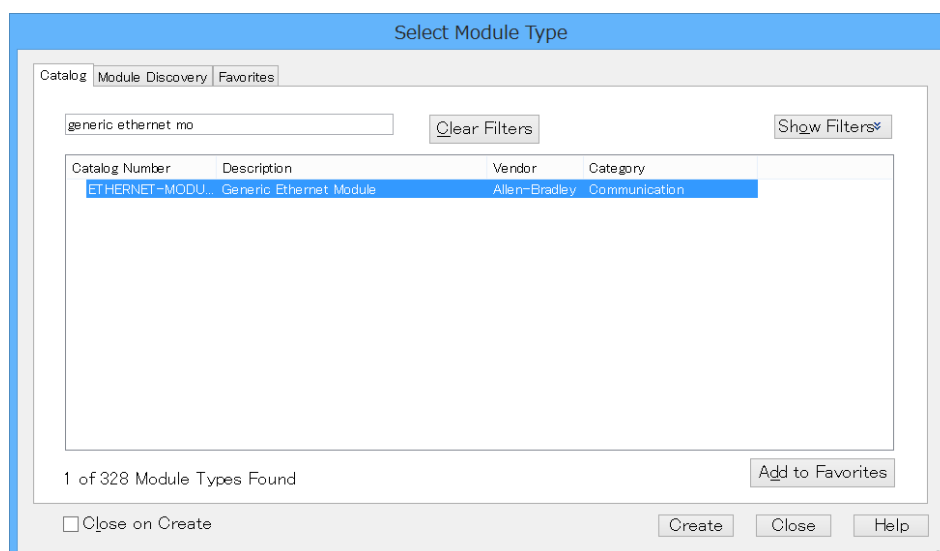 Select Module Type
Catalog Module Discovery Favorites
generic ethernet mo Clear Filters Show Filters
Catalog Number Description Vendor Category
ETHERNET-MODU... Generic Ethernet Module Allen-Bradley Communication
1 of 328 Module Types Found Add to Favorites
Close on Create Create Close Help